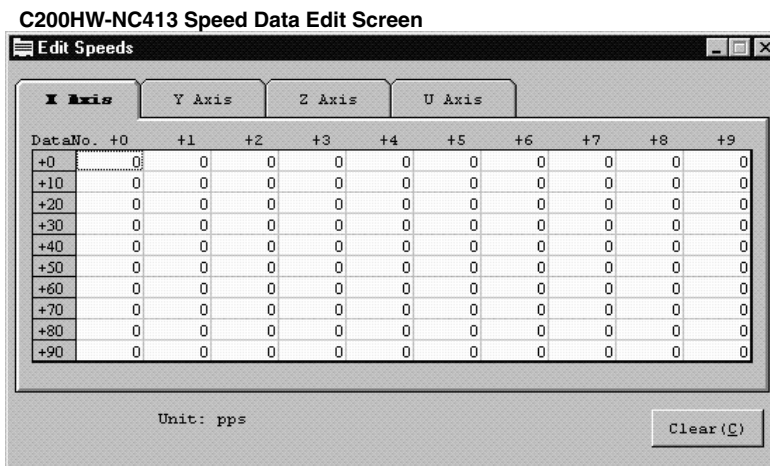 C200HW-NC413 Speed Data Edit Screen
Edit Speeds
X Axis Y Axis Z Axis U Axis
DataNo. +0 +1 +2 +3 +4 +5 +6 +7 +8 +9
+0 0 0 0 0 0 0 0 0 0 0
+10 0 0 0 0 0 0 0 0 0 0
+20 0 0 0 0 0 0 0 0 0 0
+30 0 0 0 0 0 0 0 0 0 0
+40 0 0 0 0 0 0 0 0 0 0
+50 0 0 0 0 0 0 0 0 0 0
+60 0 0 0 0 0 0 0 0 0 0
+70 0 0 0 0 0 0 0 0 0 0
+80 0 0 0 0 0 0 0 0 0 0
+90 0 0 0 0 0 0 0 0 0 0
Unit: pps
Clear(C)